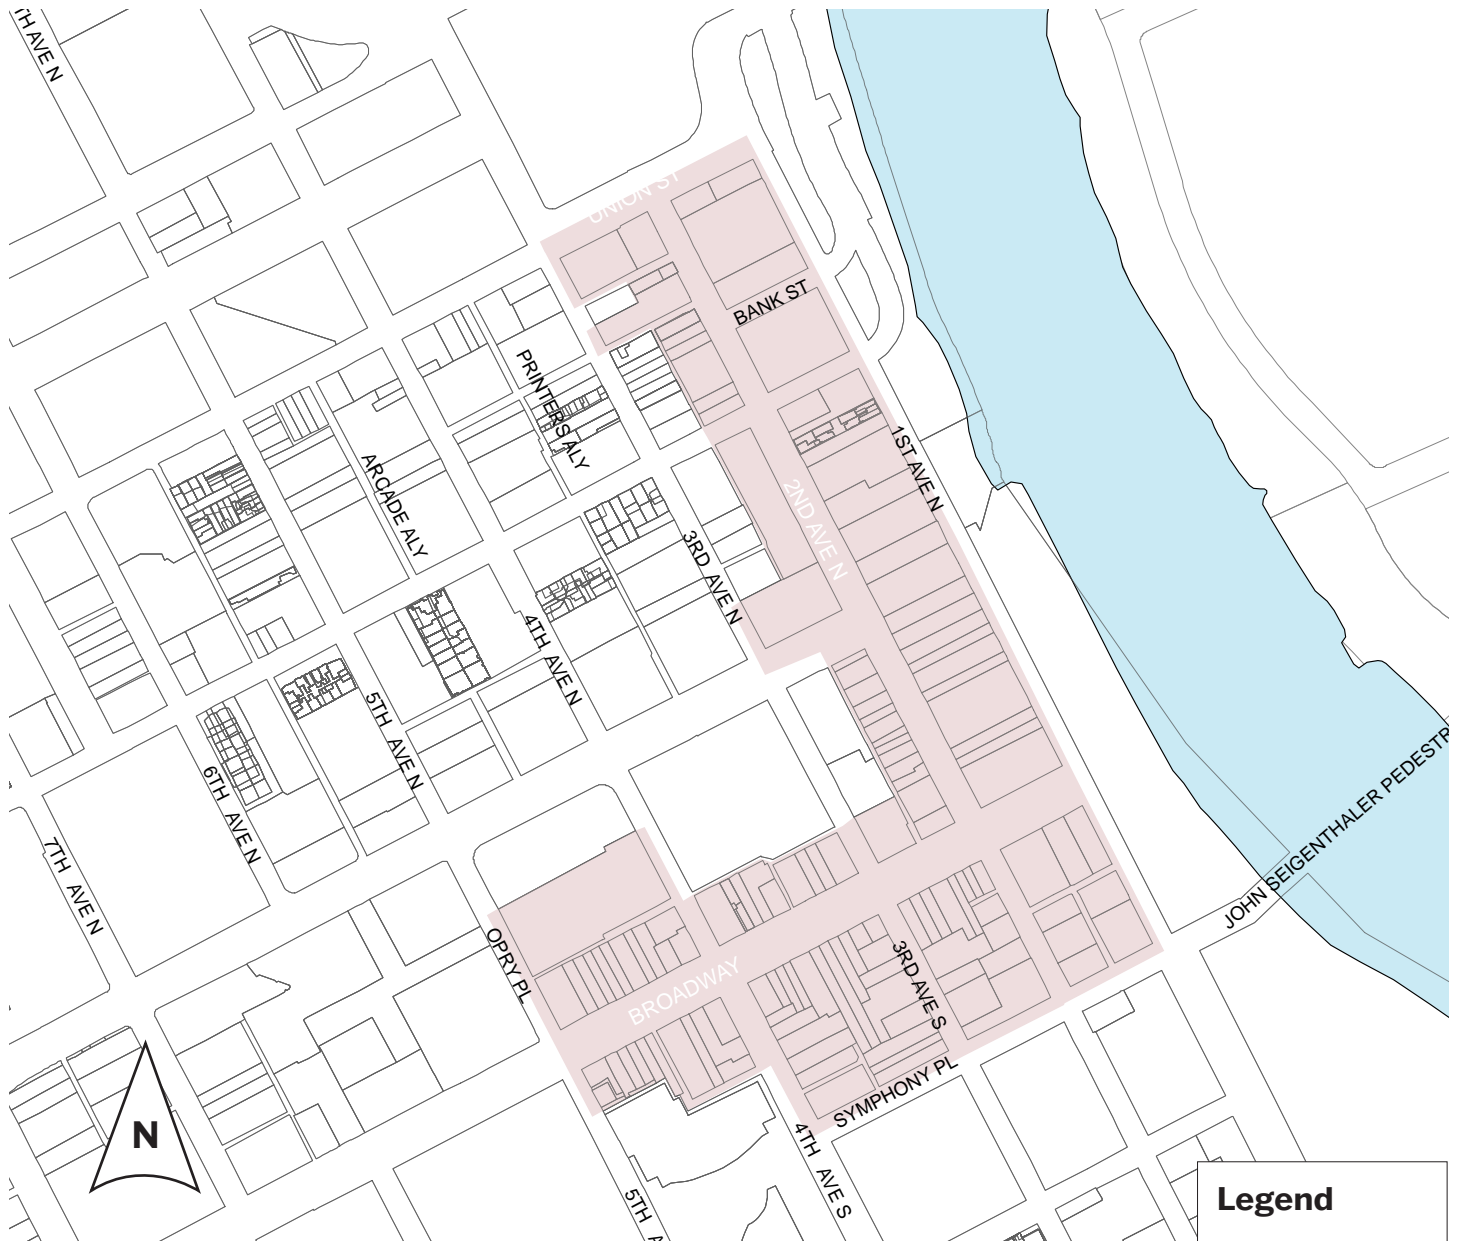 TH AVE N
UNION ST
BANK ST
PRINTERS ALY
1ST AVE N
ARCADE ALY
2ND AVE N
3RD AVE N
4TH AVE N
5TH AVE N
6TH AVE N
7TH AVE N
JOHN SEIGENTHALER PEDESTR
OPRY PL
BROADWAY
3RD AVE S
SYMPHONY PL
4TH AVE S
5TH A
N
Legend